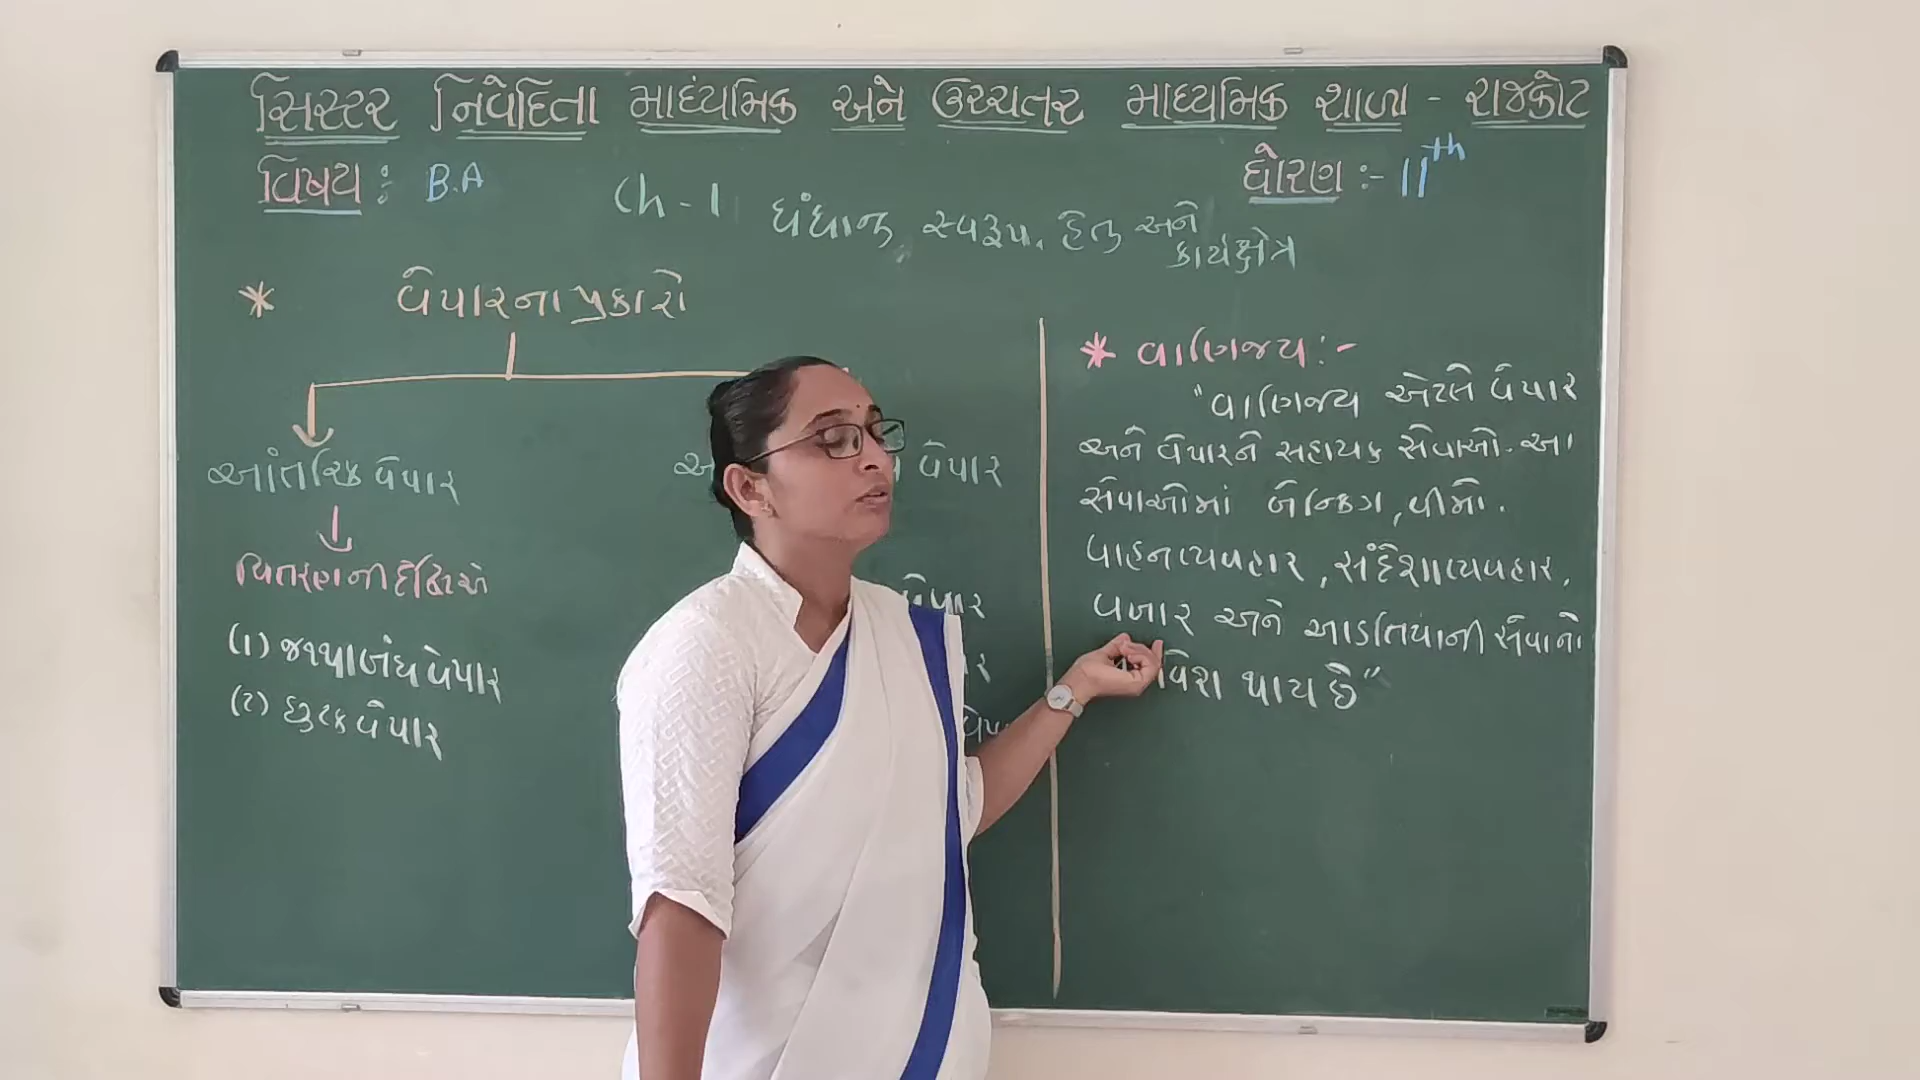 સિસ્ટર નિવેદિતા માધ્યમિક અને ઉચ્ચતર માધ્યમિક શાળા - રાજકોટ
વિષય : B.A
ધોરણ :- 11th
Ch - 1 ધંધાનું સ્વરૂપ, હેતુ અને
કાર્યક્ષેત્ર
* વેપારના પ્રકારો
આંતરિક વેપાર
વિતરણની દૃષ્ટિએ
(1) જથ્થાબંધ વેપાર
(2) છુટક વેપાર
વેપાર
વેપાર
* વાણિજ્ય :-
"વાણિજ્ય એટલે વેપાર
અને વેપારને સહાયક સેવાઓ. આ
સેવાઓમાં બેન્કિગ, વીમો.
વાહનવ્યવહાર, સંદેશાવ્યવહાર,
વખાર અને આડતિયાની સેવાનો
થાય છે"